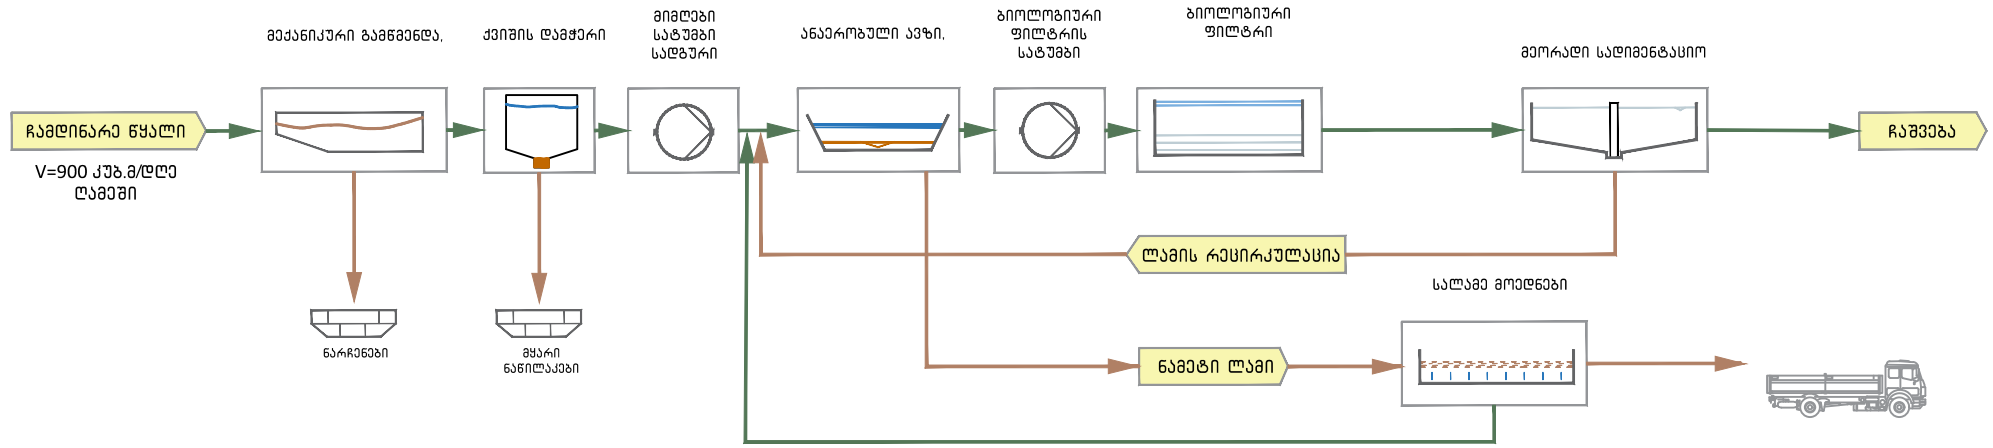 მექანიკური გამწმენდა,
ქვიშის დამჭერი
მიმღები
სატუმბი
სადგური
ანაერობული ავზი,
ბიოლოგიური
ფილტრის
სატუმბი
ბიოლოგიური
ფილტრი
მეორადი სადიმენტაციო
ჩამდინარე წყალი
V=900 კუბ.მ/დღე
ღამეში
ჩაშვება
ლამის რეცირკულაცია
სალამე მოედნები
ნარჩენები
მყარი
ნაწილაკები
ნამეტი ლამი